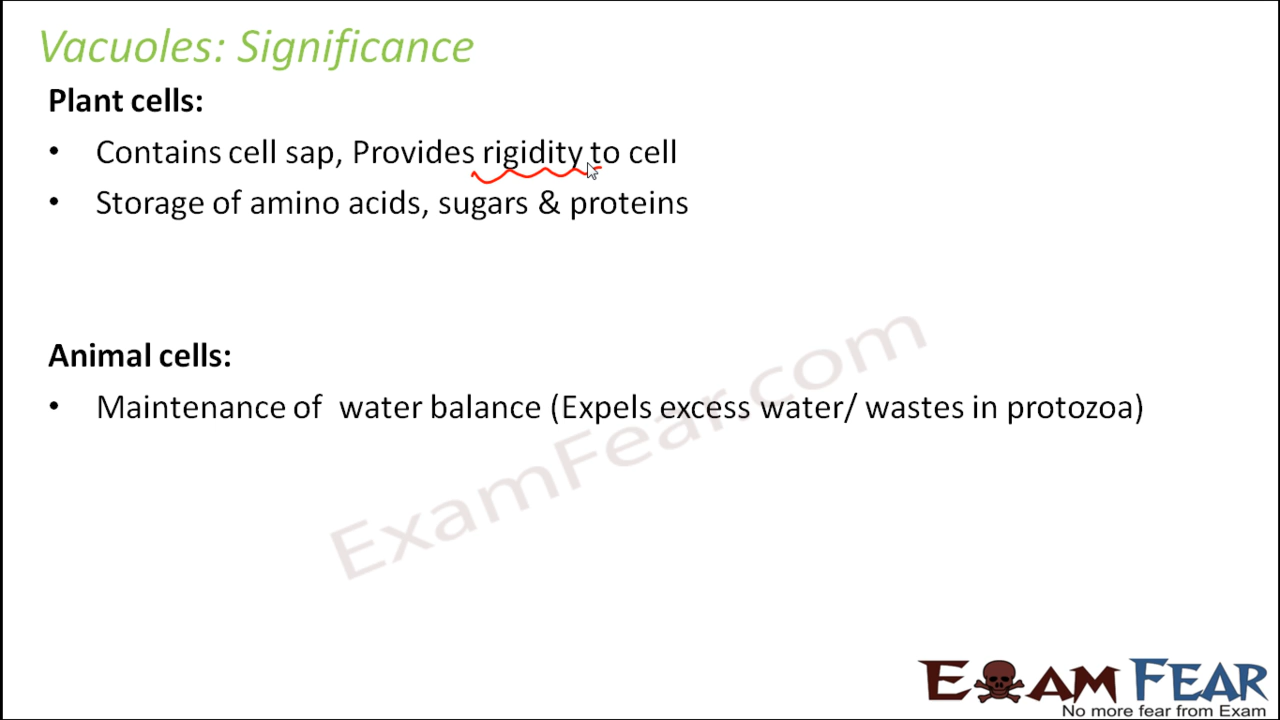 Vacuoles: Significance
Plant cells:
• Contains cell sap, Provides rigidity to cell
• Storage of amino acids, sugars & proteins
Animal cells:
• Maintenance of  water balance (Expels excess water/ wastes in protozoa)
ExamFear.com
EXAM FEAR
No more fear from Exam